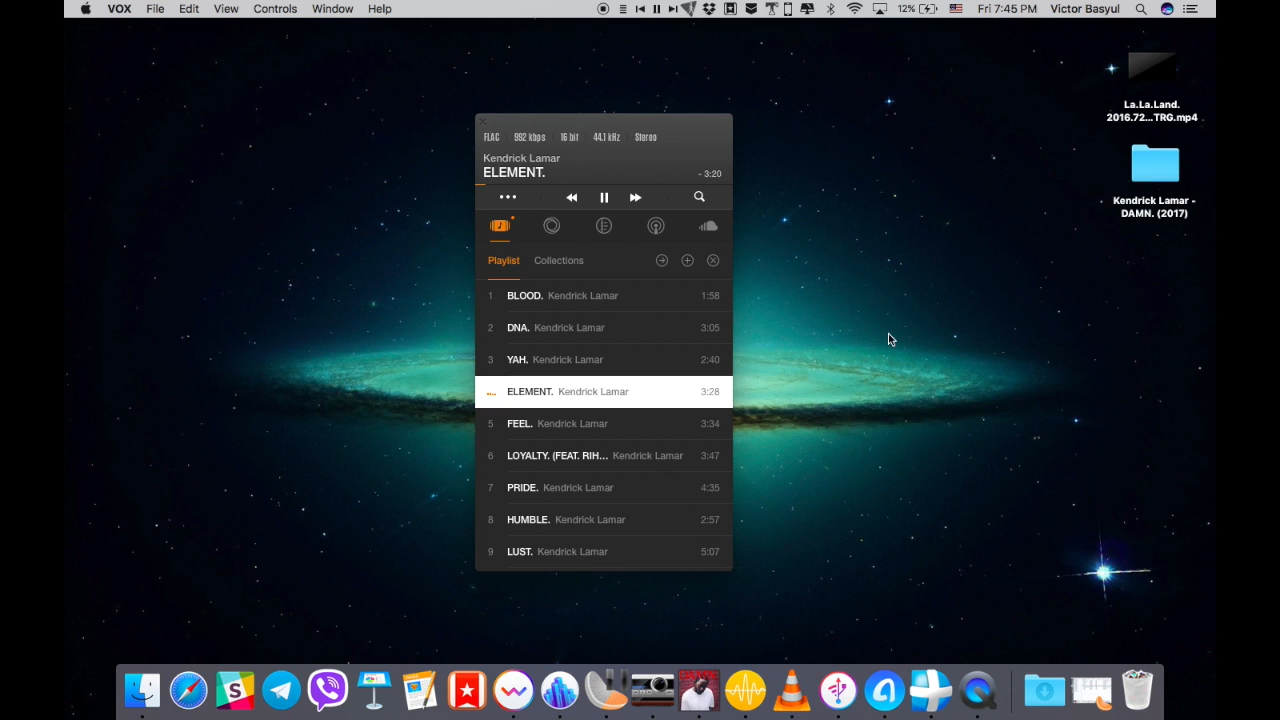 VOX File Edit View Controls Window Help 12% Fri 7:45 PM Victor Basyul
La.La.Land.
2016.72...TRG.mp4
Kendrick Lamar -
DAMN. (2017)
FLAC 992 kbps 16 bit 44.1 kHz Stereo
Kendrick Lamar
ELEMENT. - 3:20
Playlist Collections
1 BLOOD. Kendrick Lamar 1:58
2 DNA. Kendrick Lamar 3:05
3 YAH. Kendrick Lamar 2:40
ELEMENT. Kendrick Lamar 3:28
5 FEEL. Kendrick Lamar 3:34
6 LOYALTY. (FEAT. RIH... Kendrick Lamar 3:47
7 PRIDE. Kendrick Lamar 4:35
8 HUMBLE. Kendrick Lamar 2:57
9 LUST. Kendrick Lamar 5:07